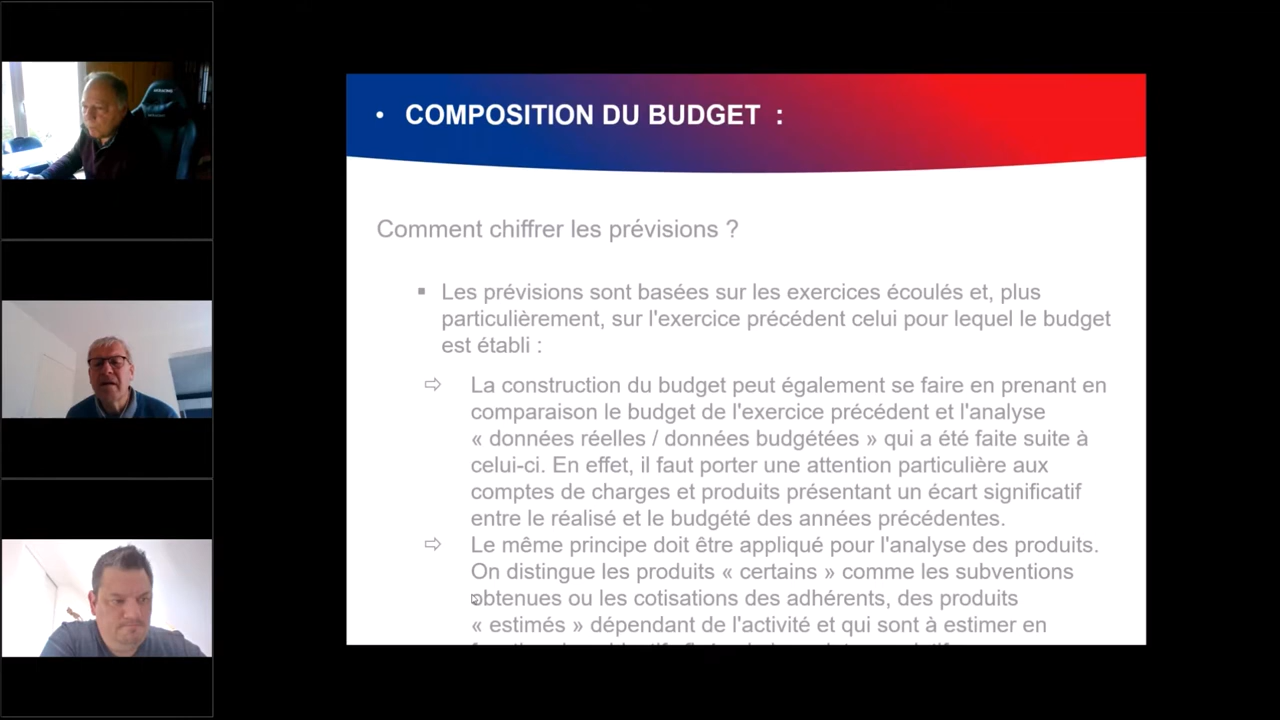 • COMPOSITION DU BUDGET :
Comment chiffrer les prévisions ?
▪ Les prévisions sont basées sur les exercices écoulés et, plus
particulièrement, sur l'exercice précédent celui pour lequel le budget
est établi :
⇨ La construction du budget peut également se faire en prenant en
comparaison le budget de l'exercice précédent et l'analyse
« données réelles / données budgétées » qui a été faite suite à
celui-ci. En effet, il faut porter une attention particulière aux
comptes de charges et produits présentant un écart significatif
entre le réalisé et le budgété des années précédentes.
⇨ Le même principe doit être appliqué pour l'analyse des produits.
On distingue les produits « certains » comme les subventions
obtenues ou les cotisations des adhérents, des produits
« estimés » dépendant de l'activité et qui sont à estimer en